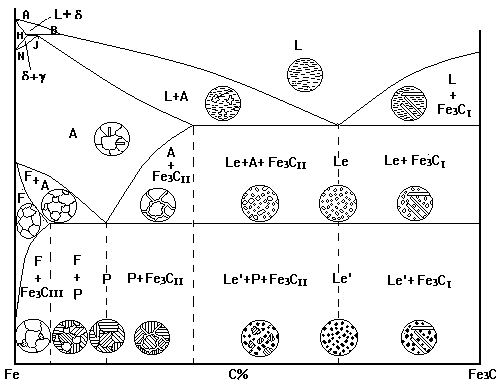 A
L+δ
H
J
B
N
δ+γ
L
L+A
L
+
Fe₃CI
A
A
+
Fe₃CII
F+A
F
Le+A+Fe₃CII
Le
Le+Fe₃CI
F
+
Fe₃CIII
F
+
P
P
P+Fe₃CII
Le'+P+Fe₃CII
Le'
Le'+Fe₃CI
Fe
C%
Fe₃C